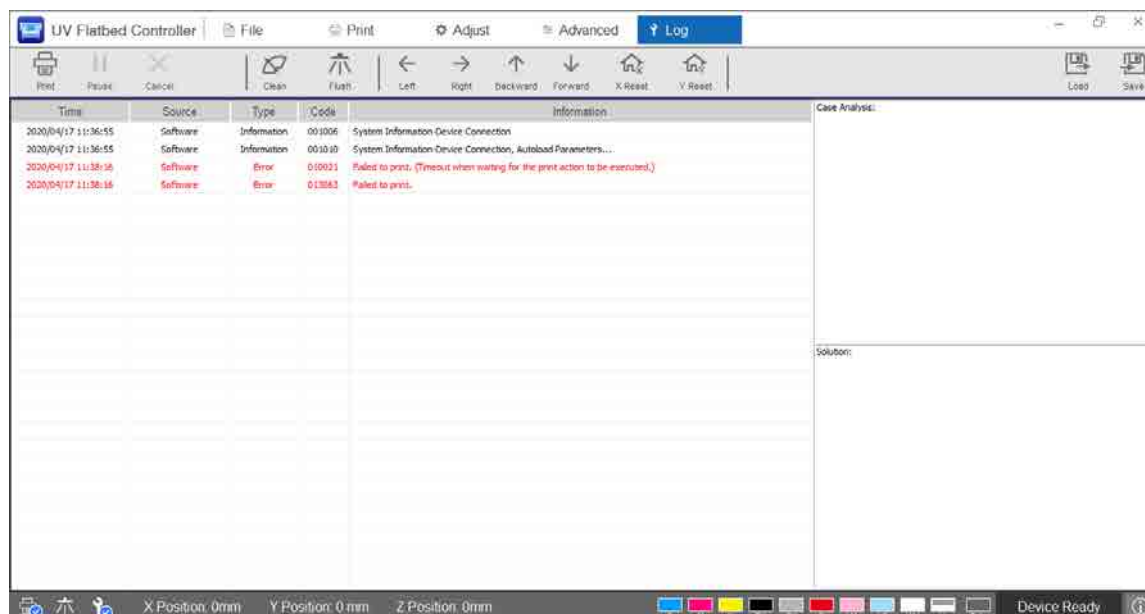 UV Flatbed Controller File Print Adjust Advanced Log
Print Pause Cancel Clean Flush Left Right Backward Forward X Reset Y Reset Load Save
Time Source Type Code Information Case Analysis:
2020/04/17 11:36:55 Software Information 001006 System Information-Device Connection
2020/04/17 11:36:55 Software Information 001010 System Information-Device Connection, Autoload Parameters...
2020/04/17 11:38:16 Software Error 010021 Failed to print. (Timeout when waiting for the print action to be executed.)
2020/04/17 11:38:16 Software Error 013063 Failed to print.
Solution:
X Position: 0mm Y Position: 0 mm Z Position: 0mm Device Ready